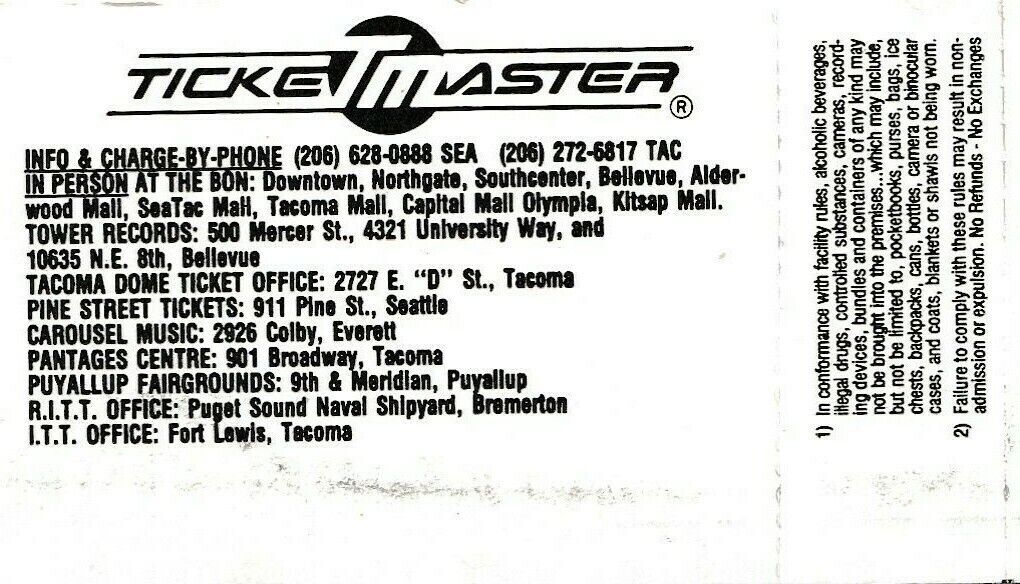 TICKETMASTER ®
INFO & CHARGE-BY-PHONE (206) 628-0888 SEA (206) 272-6817 TAC
IN PERSON AT THE BON: Downtown, Northgate, Southcenter, Bellevue, Alder-
wood Mall, SeaTac Mall, Tacoma Mall, Capital Mall Olympia, Kitsap Mall.
TOWER RECORDS: 500 Mercer St., 4321 University Way, and
10635 N.E. 8th, Bellevue
TACOMA DOME TICKET OFFICE: 2727 E. "D" St., Tacoma
PINE STREET TICKETS: 911 Pine St., Seattle
CAROUSEL MUSIC: 2926 Colby, Everett
PANTAGES CENTRE: 901 Broadway, Tacoma
PUYALLUP FAIRGROUNDS: 9th & Meridian, Puyallup
R.I.T.T. OFFICE: Puget Sound Naval Shipyard, Bremerton
I.T.T. OFFICE: Fort Lewis, Tacoma
1) In conformance with facility rules, alcoholic beverages,
illegal drugs, controlled substances, cameras, record-
ing devices, bundles and containers of any kind may
not be brought into the premises...which may include,
but not be limited to, pocketbooks, purses, bags, ice
chests, backpacks, cans, bottles, camera or binocular
cases, and coats, blankets or shawls not being worn.
2) Failure to comply with these rules may result in non-
admission or expulsion. No Refunds - No Exchanges